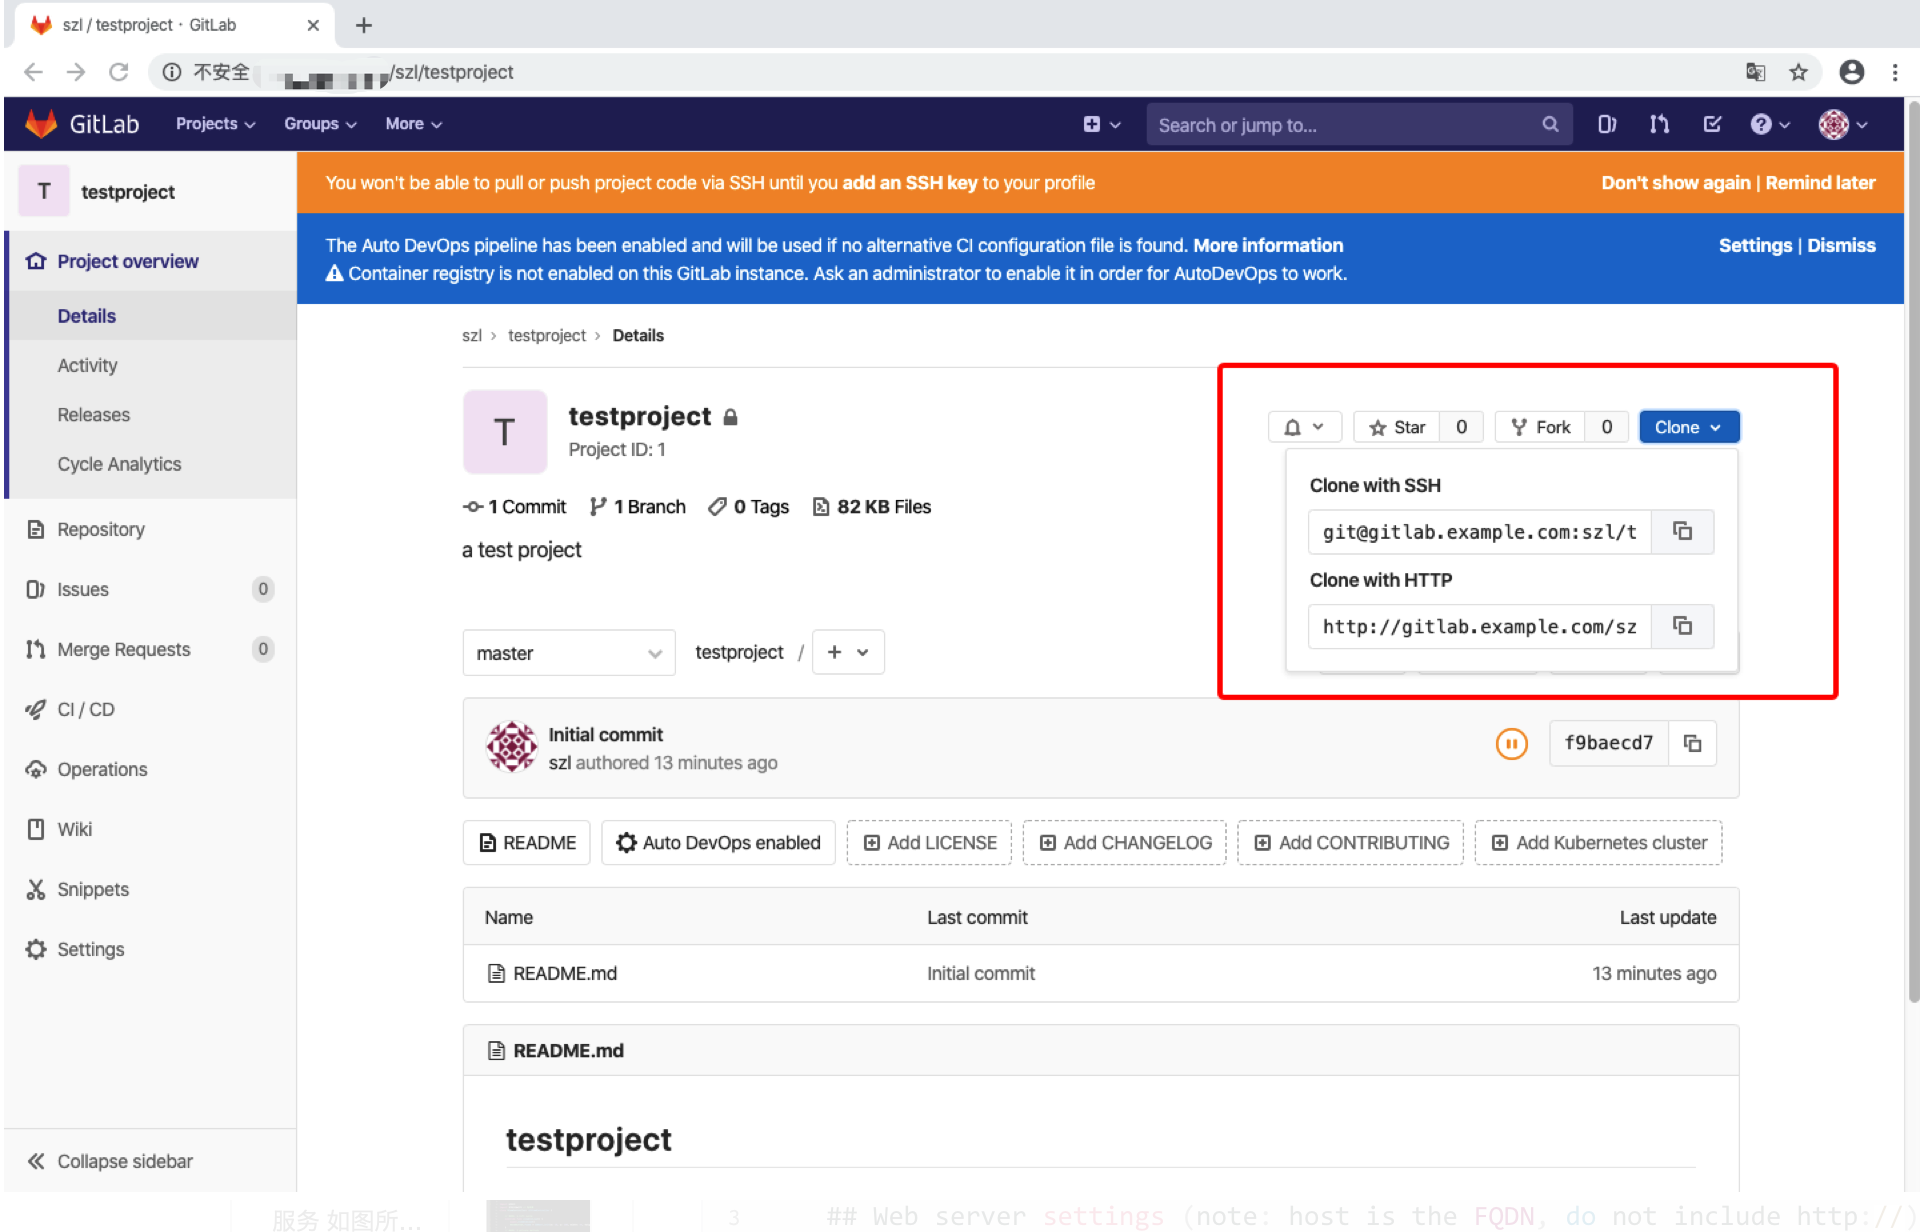 szl / testproject · GitLab
不安全
/szl/testproject
GitLab
Projects
Groups
More
Search or jump to...
T
testproject
You won't be able to pull or push project code via SSH until you add an SSH key to your profile
Don't show again | Remind later
The Auto DevOps pipeline has been enabled and will be used if no alternative CI configuration file is found. More information
Settings | Dismiss
Container registry is not enabled on this GitLab instance. Ask an administrator to enable it in order for AutoDevOps to work.
Project overview
Details
Activity
Releases
Cycle Analytics
Repository
Issues 0
Merge Requests 0
CI / CD
Operations
Wiki
Snippets
Settings
Collapse sidebar
szl › testproject › Details
T
testproject
Project ID: 1
Star 0
Fork 0
Clone
Clone with SSH
git@gitlab.example.com:szl/t
Clone with HTTP
http://gitlab.example.com/sz
1 Commit
1 Branch
0 Tags
82 KB Files
a test project
master
testproject / +
Initial commit
szl authored 13 minutes ago
f9baecd7
README
Auto DevOps enabled
Add LICENSE
Add CHANGELOG
Add CONTRIBUTING
Add Kubernetes cluster
Name Last commit Last update
README.md Initial commit 13 minutes ago
README.md
testproject
服务 如图所...
3 ## Web server settings (note: host is the FQDN, do not include http://)